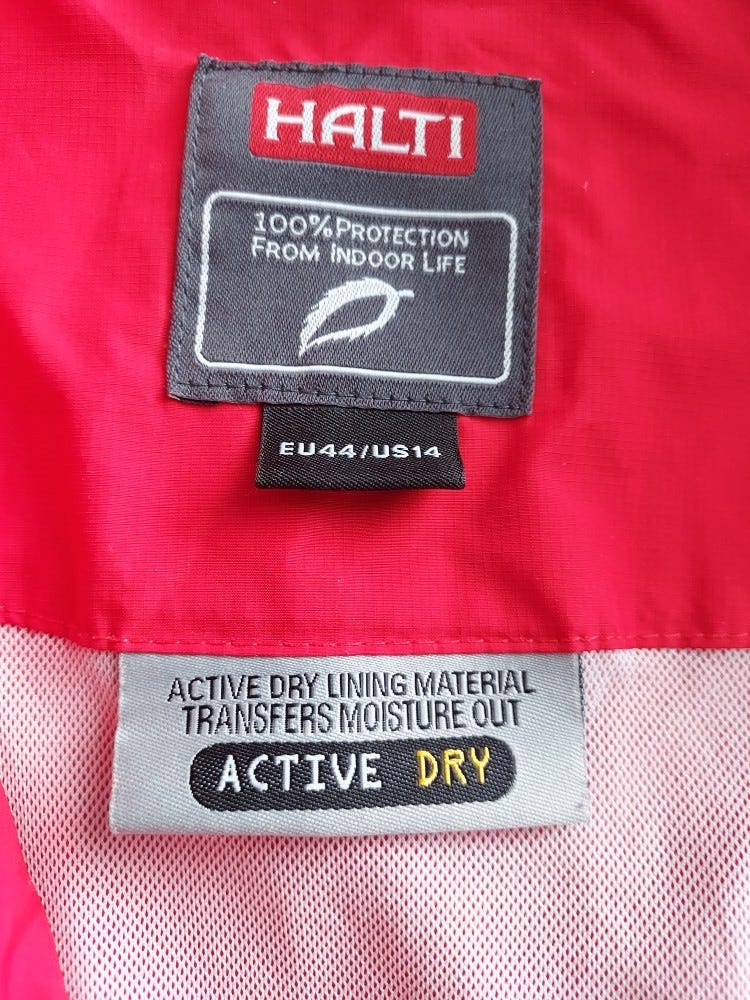 HALTI
100% PROTECTION
FROM INDOOR LIFE
EU44/US14
ACTIVE DRY LINING MATERIAL
TRANSFERS MOISTURE OUT
ACTIVE DRY